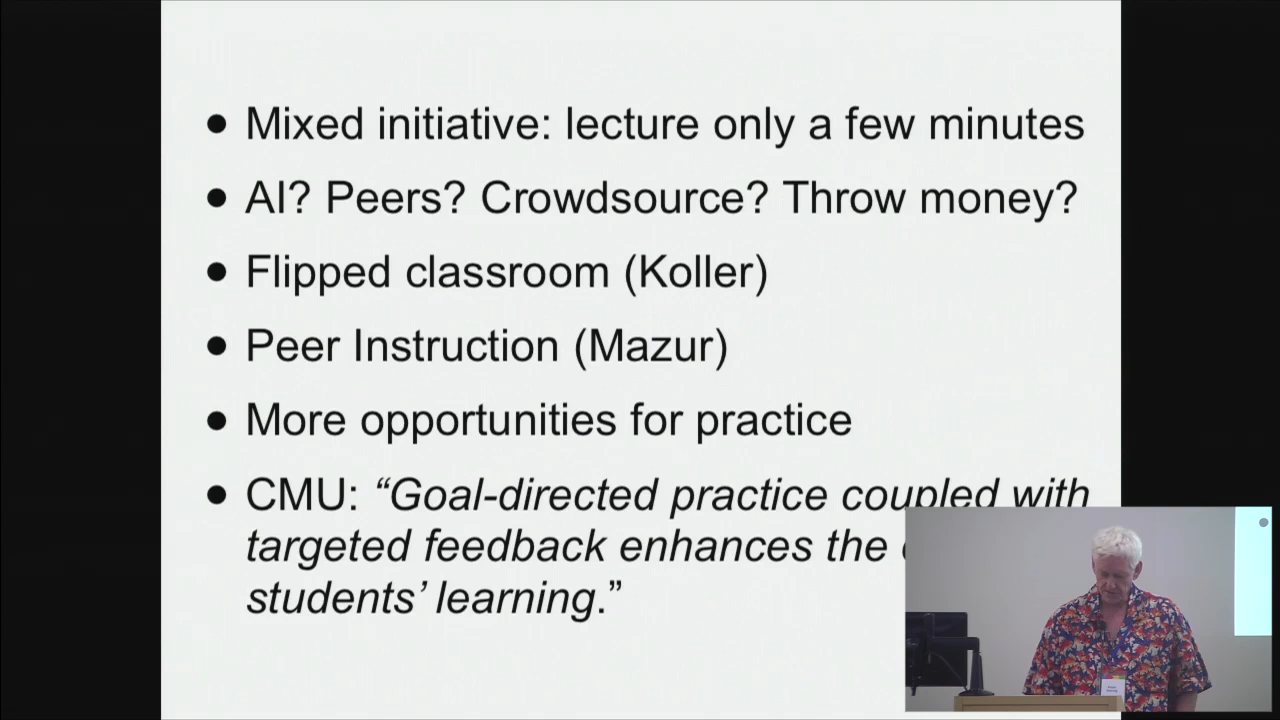 ● Mixed initiative: lecture only a few minutes
● AI? Peers? Crowdsource? Throw money?
● Flipped classroom (Koller)
● Peer Instruction (Mazur)
● More opportunities for practice
● CMU: “Goal-directed practice coupled with
targeted feedback enhances the
students’ learning.”